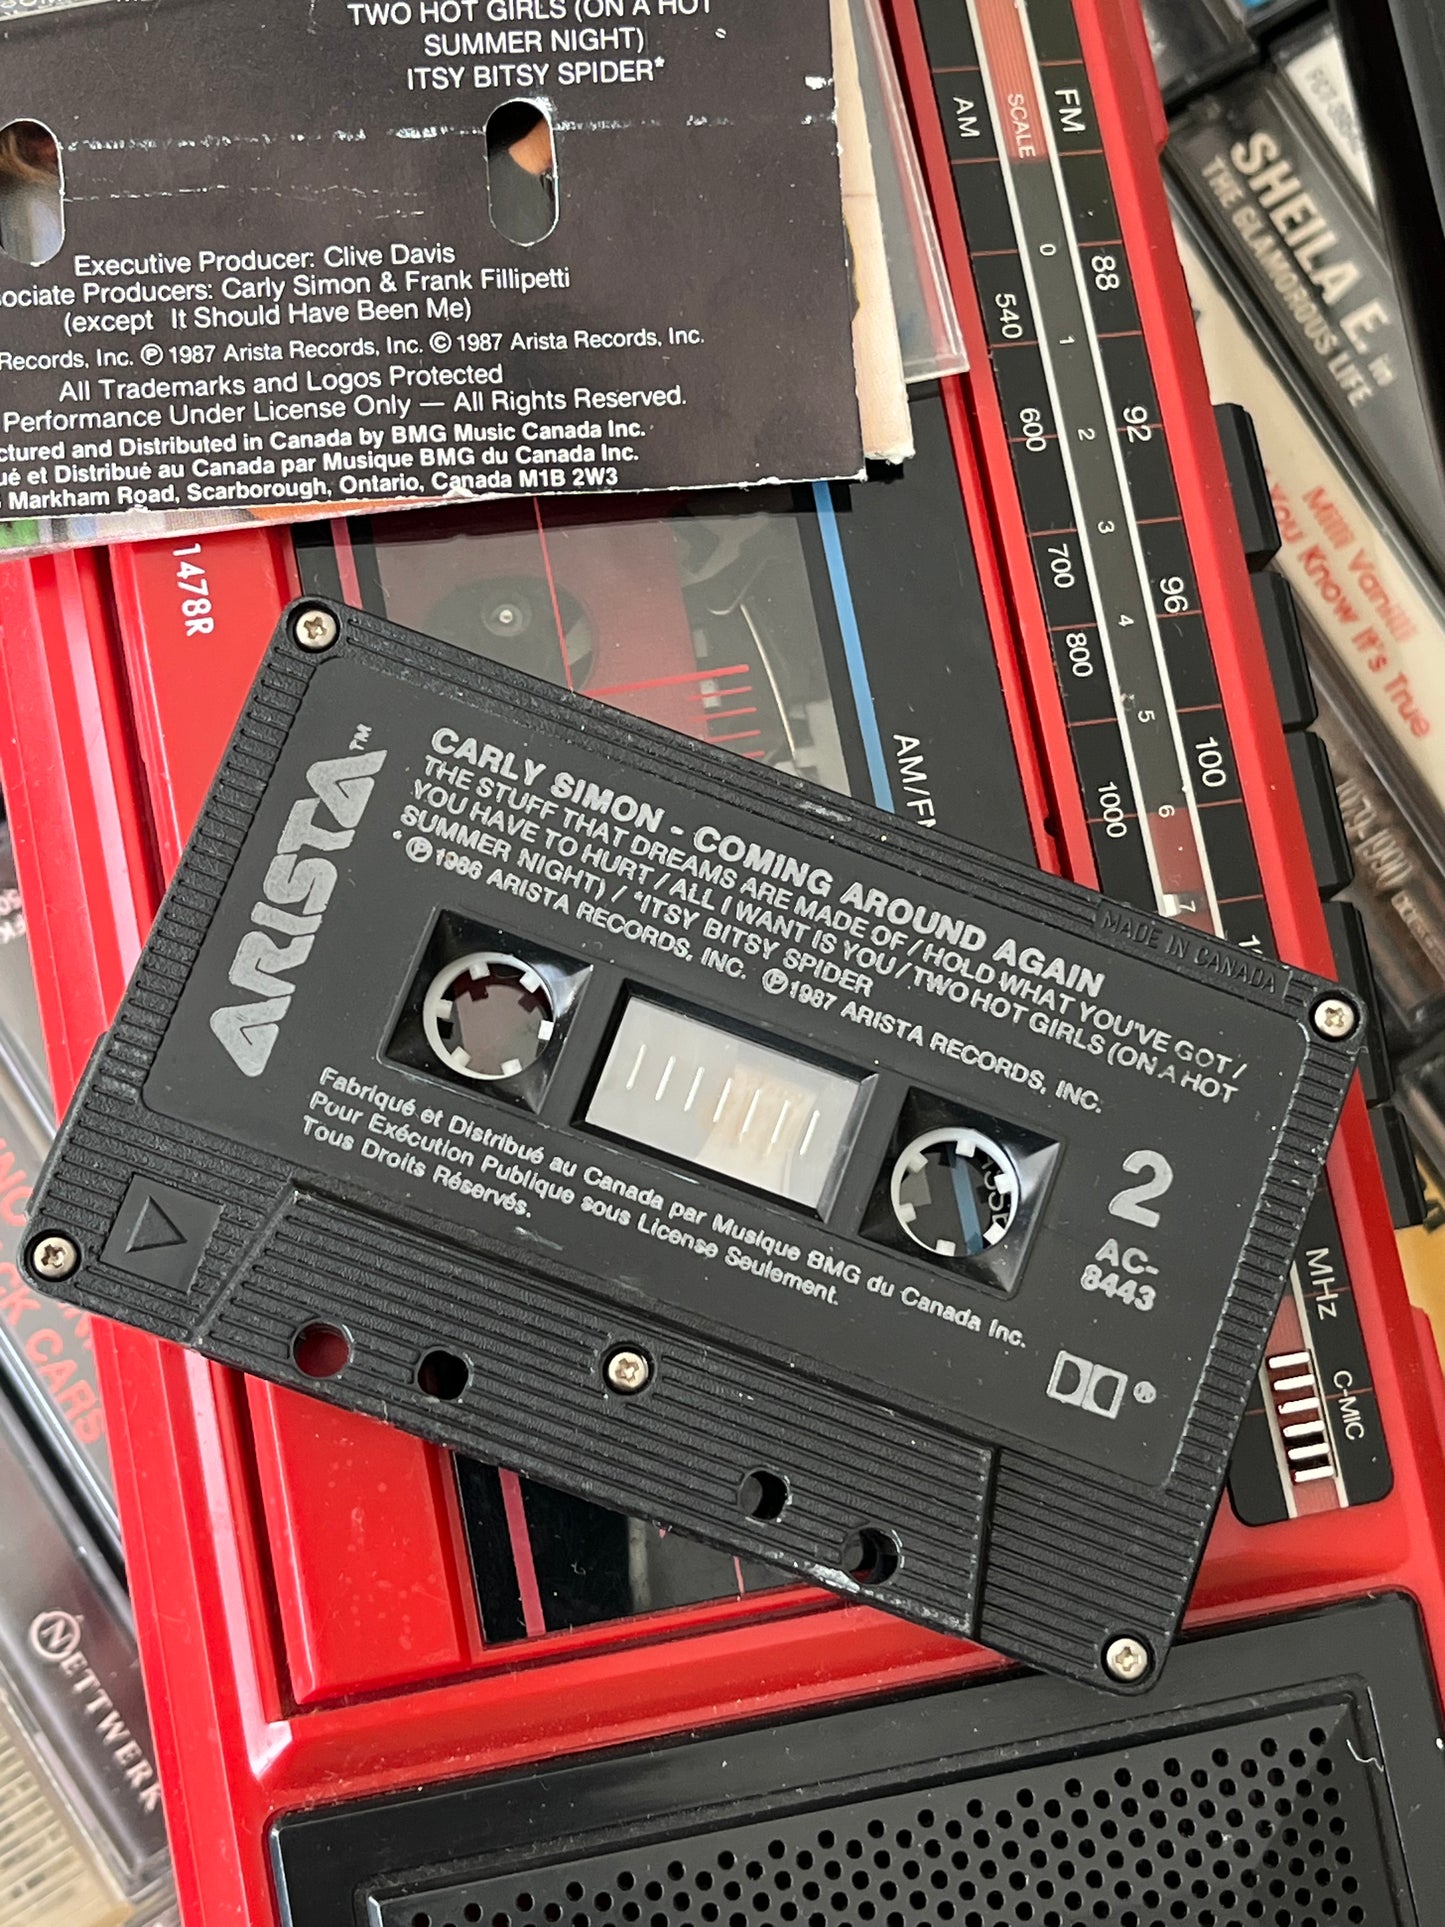 TWO HOT GIRLS (ON A HOT
SUMMER NIGHT)
ITSY BITSY SPIDER*
Executive Producer: Clive Davis
Producers: Carly Simon & Frank Fillipetti
(except It Should Have Been Me)
Records, Inc. ℗ 1987 Arista Records, Inc. © 1987 Arista Records, Inc.
All Trademarks and Logos Protected
Performance Under License Only — All Rights Reserved.
and Distributed in Canada by BMG Music Canada Inc.
et Distribué au Canada par Musique BMG du Canada Inc.
Markham Road, Scarborough, Ontario, Canada M1B 2W3
AM SCALE FM
0
88
540
1
600
92
2
3
700
96
4
800
5
100
1000
6
7
MHz
C-MIC
AM/FM
1478R
SHEILA E. in
THE GLAMOROUS LIFE
Milli Vanilli
You Know It's True
1979-1990
ARISTA™
CARLY SIMON - COMING AROUND AGAIN
THE STUFF THAT DREAMS ARE MADE OF / HOLD WHAT YOU'VE GOT /
YOU HAVE TO HURT / ALL I WANT IS YOU / TWO HOT GIRLS (ON A HOT
SUMMER NIGHT) / *ITSY BITSY SPIDER
* ℗ 1986 ARISTA RECORDS, INC. ℗ 1987 ARISTA RECORDS, INC.
MADE IN CANADA
2
AC-
8443
Fabriqué et Distribué au Canada par Musique BMG du Canada Inc.
Pour Exécution Publique sous License Seulement.
Tous Droits Réservés.
®
CK CARS
NETTWERK